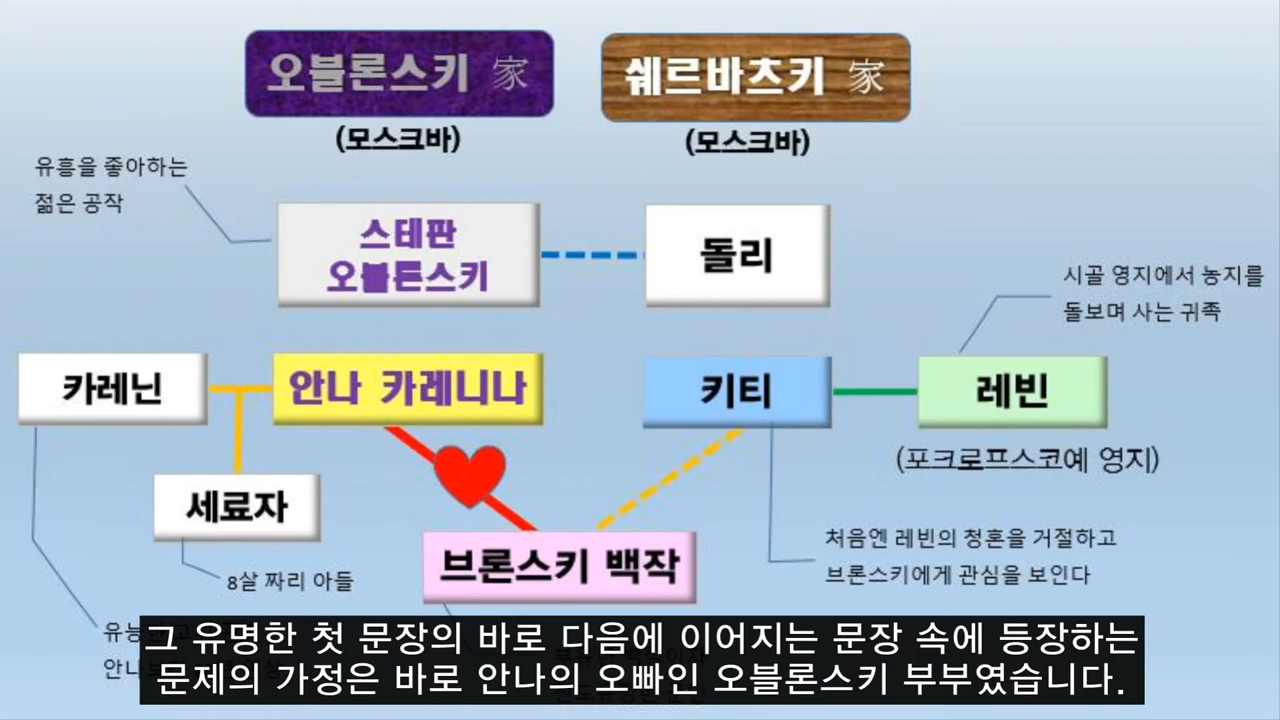 오블론스키 家
쉐르바츠키 家
(모스크바)
(모스크바)
유흥을 좋아하는
젊은 공작
스테판
오블론스키
돌리
시골 영지에서 농지를
돌보며 사는 귀족
카레닌
안나 카레니나
키티
레빈
(포크로프스코예 영지)
세료자
8살 짜리 아들
브론스키 백작
처음엔 레빈의 청혼을 거절하고
브론스키에게 관심을 보인다
그 유명한 첫 문장의 바로 다음에 이어지는 문장 속에 등장하는
문제의 가정은 바로 안나의 오빠인 오블론스키 부부였습니다.